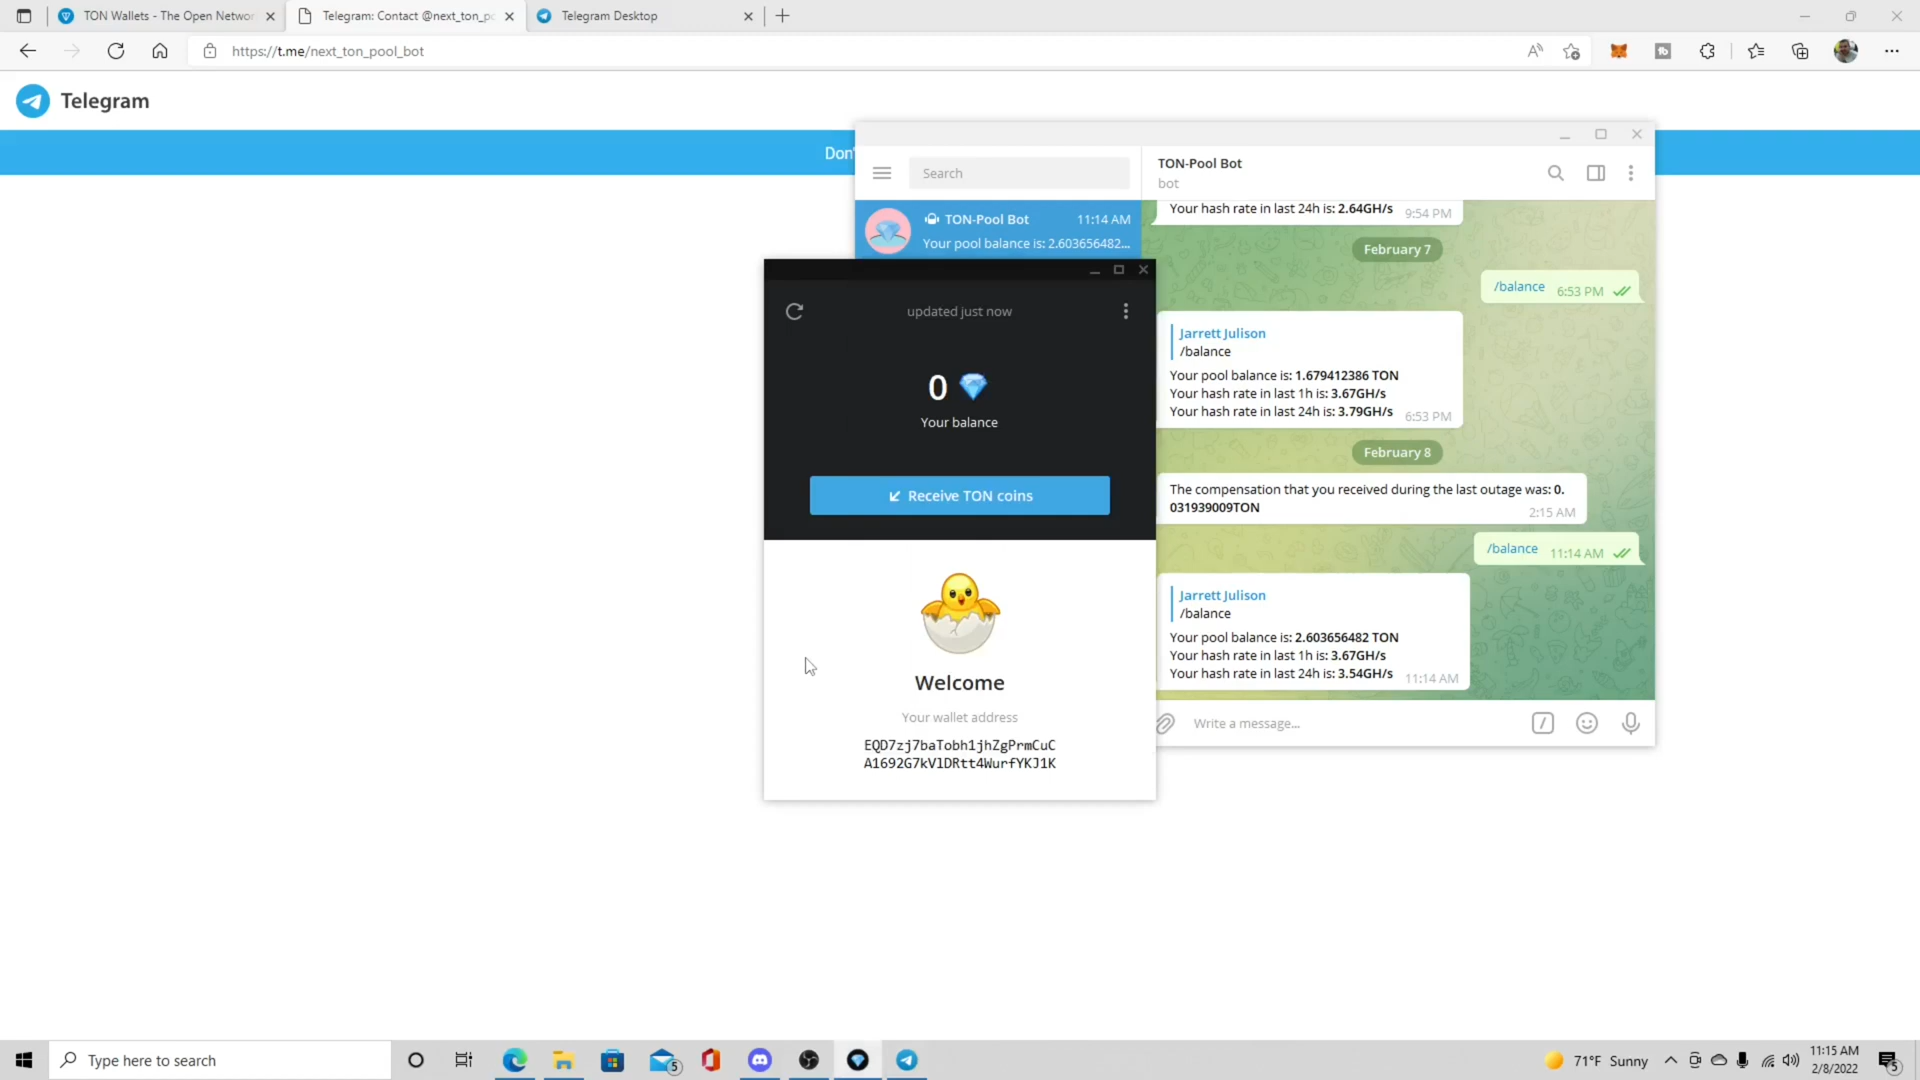 TON Wallets - The Open Networ
Telegram: Contact @next_ton_po
Telegram Desktop
https://t.me/next_ton_pool_bot
Telegram
Don'
Search
TON-Pool Bot
bot
TON-Pool Bot 11:14 AM
Your pool balance is: 2.603656482...
Your hash rate in last 24h is: 2.64GH/s 9:54 PM
February 7
/balance 6:53 PM
Jarrett Julison
/balance
Your pool balance is: 1.679412386 TON
Your hash rate in last 1h is: 3.67GH/s
Your hash rate in last 24h is: 3.79GH/s 6:53 PM
February 8
The compensation that you received during the last outage was: 0.
031939009TON 2:15 AM
/balance 11:14 AM
Jarrett Julison
/balance
Your pool balance is: 2.603656482 TON
Your hash rate in last 1h is: 3.67GH/s
Your hash rate in last 24h is: 3.54GH/s 11:14 AM
Write a message...
updated just now
0
Your balance
Receive TON coins
Welcome
Your wallet address
EQD7zj7baTobh1jhZgPrmCuC
A1692G7kVlDRtt4WurfYKJ1K
Type here to search
5
71°F Sunny
11:15 AM
2/8/2022
5